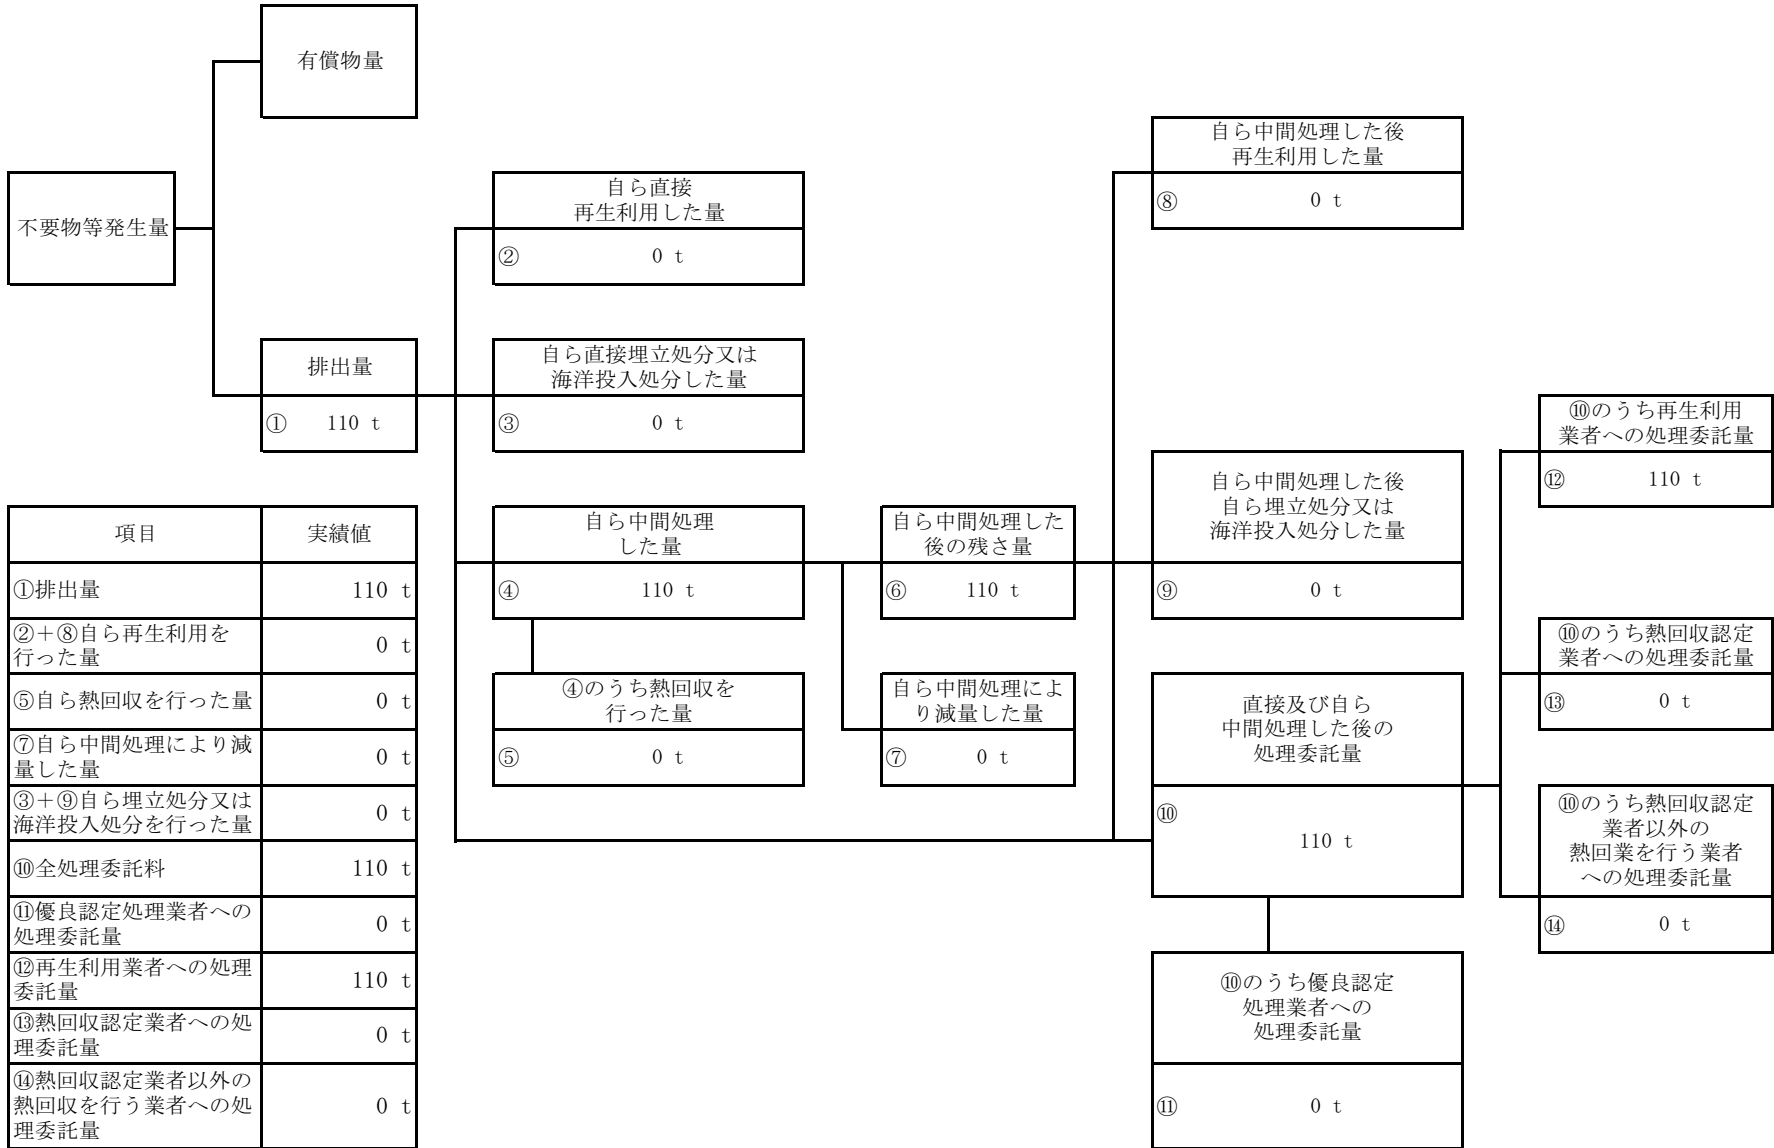 有償物量
不要物等発生量
排出量
① 110 t
自ら直接
再生利用した量
② 0 t
自ら直接埋立処分又は
海洋投入処分した量
③ 0 t
自ら中間処理
した量
④ 110 t
④のうち熱回収を
行った量
⑤ 0 t
自ら中間処理した
後の残さ量
⑥ 110 t
自ら中間処理によ
り減量した量
⑦ 0 t
自ら中間処理した後
再生利用した量
⑧ 0 t
自ら中間処理した後
自ら埋立処分又は
海洋投入処分した量
⑨ 0 t
直接及び自ら
中間処理した後の
処理委託量
⑩
110 t
⑩のうち優良認定
処理業者への
処理委託量
⑪ 0 t
⑩のうち再生利用
業者への処理委託量
⑫ 110 t
⑩のうち熱回収認定
業者への処理委託量
⑬ 0 t
⑩のうち熱回収認定
業者以外の
熱回業を行う業者
への処理委託量
⑭ 0 t
項目 実績値
①排出量 110 t
②+⑧自ら再生利用を
行った量 0 t
⑤自ら熱回収を行った量 0 t
⑦自ら中間処理により減
量した量 0 t
③+⑨自ら埋立処分又は
海洋投入処分を行った量 0 t
⑩全処理委託料 110 t
⑪優良認定処理業者への
処理委託量 0 t
⑫再生利用業者への処理
委託量 110 t
⑬熱回収認定業者への処
理委託量 0 t
⑭熱回収認定業者以外の
熱回収を行う業者への処
理委託量 0 t